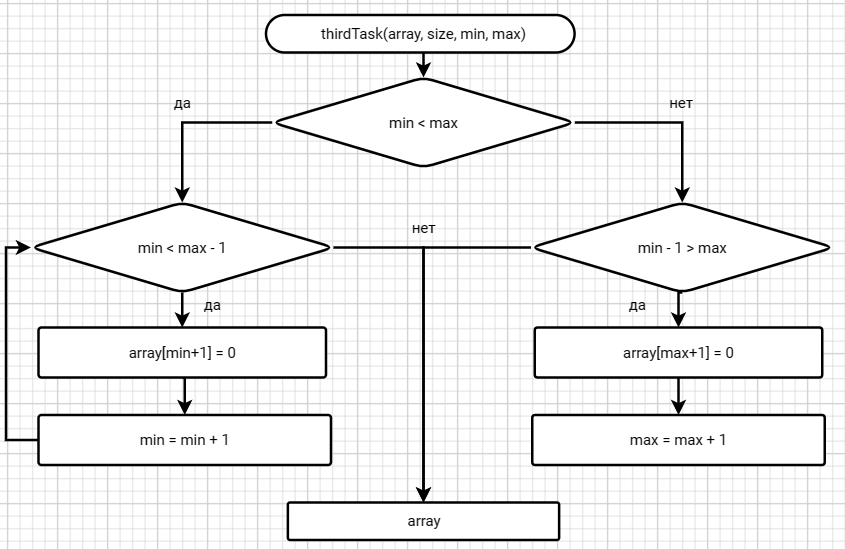 thirdTask(array, size, min, max)
да
нет
min < max
нет
min < max - 1
min - 1 > max
да
да
array[min+1] = 0
array[max+1] = 0
min = min + 1
max = max + 1
array